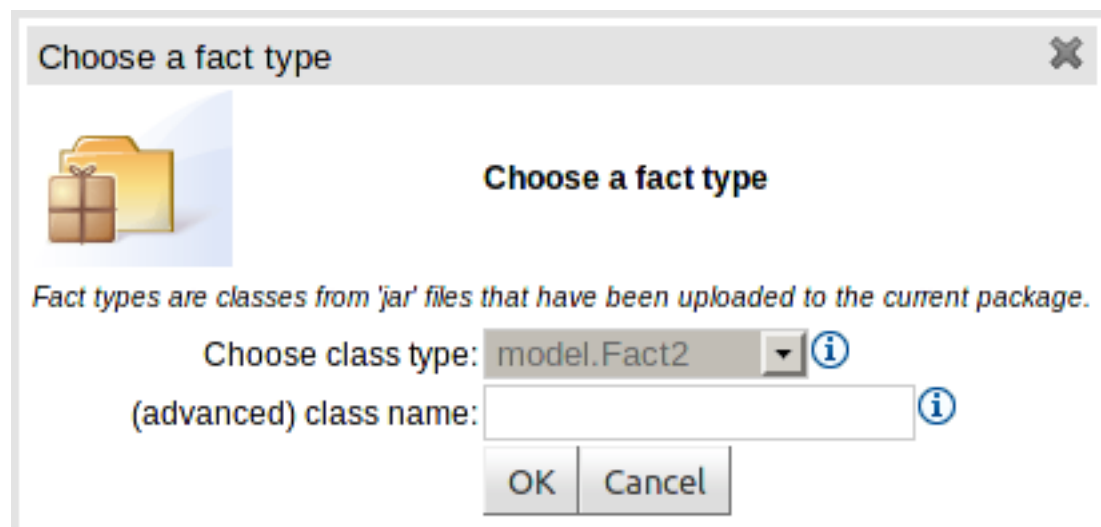 Choose a fact type
Choose a fact type
Fact types are classes from 'jar' files that have been uploaded to the current package.
Choose class type: model.Fact2
(advanced) class name:
OK Cancel